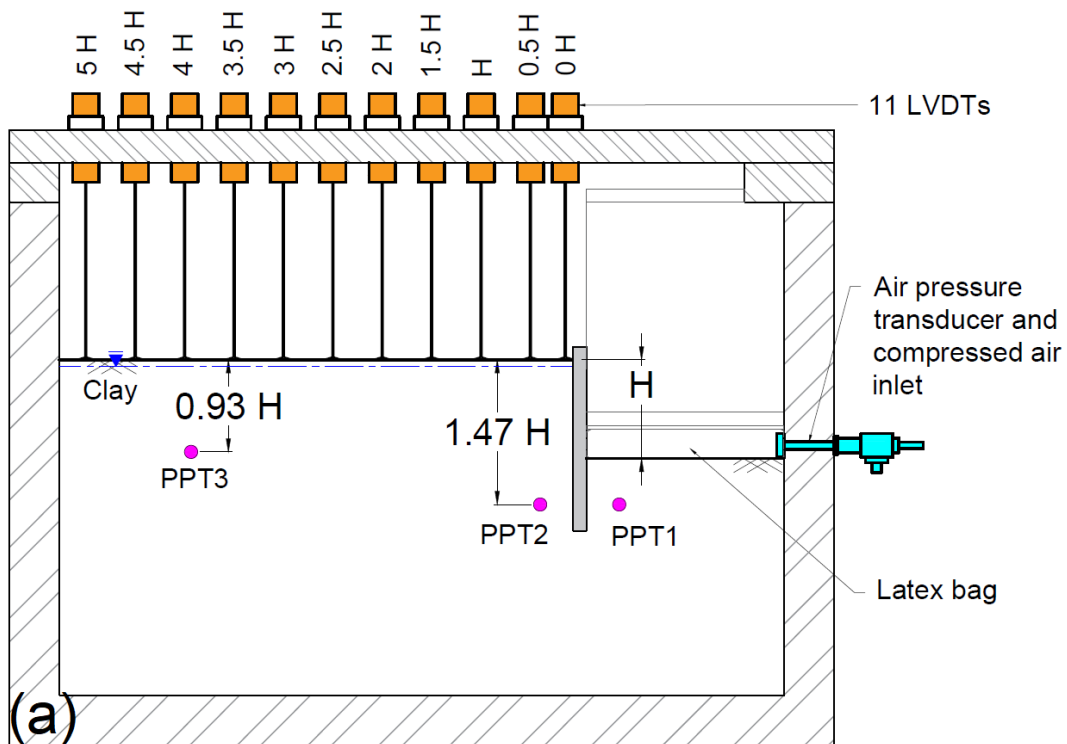 5 H
4.5 H
4 H
3.5 H
3 H
2.5 H
2 H
1.5 H
H
0.5 H
0 H
11 LVDTs
Air pressure
transducer and
compressed air
inlet
Clay
0.93 H
1.47 H
H
PPT3
PPT2
PPT1
Latex bag
(a)